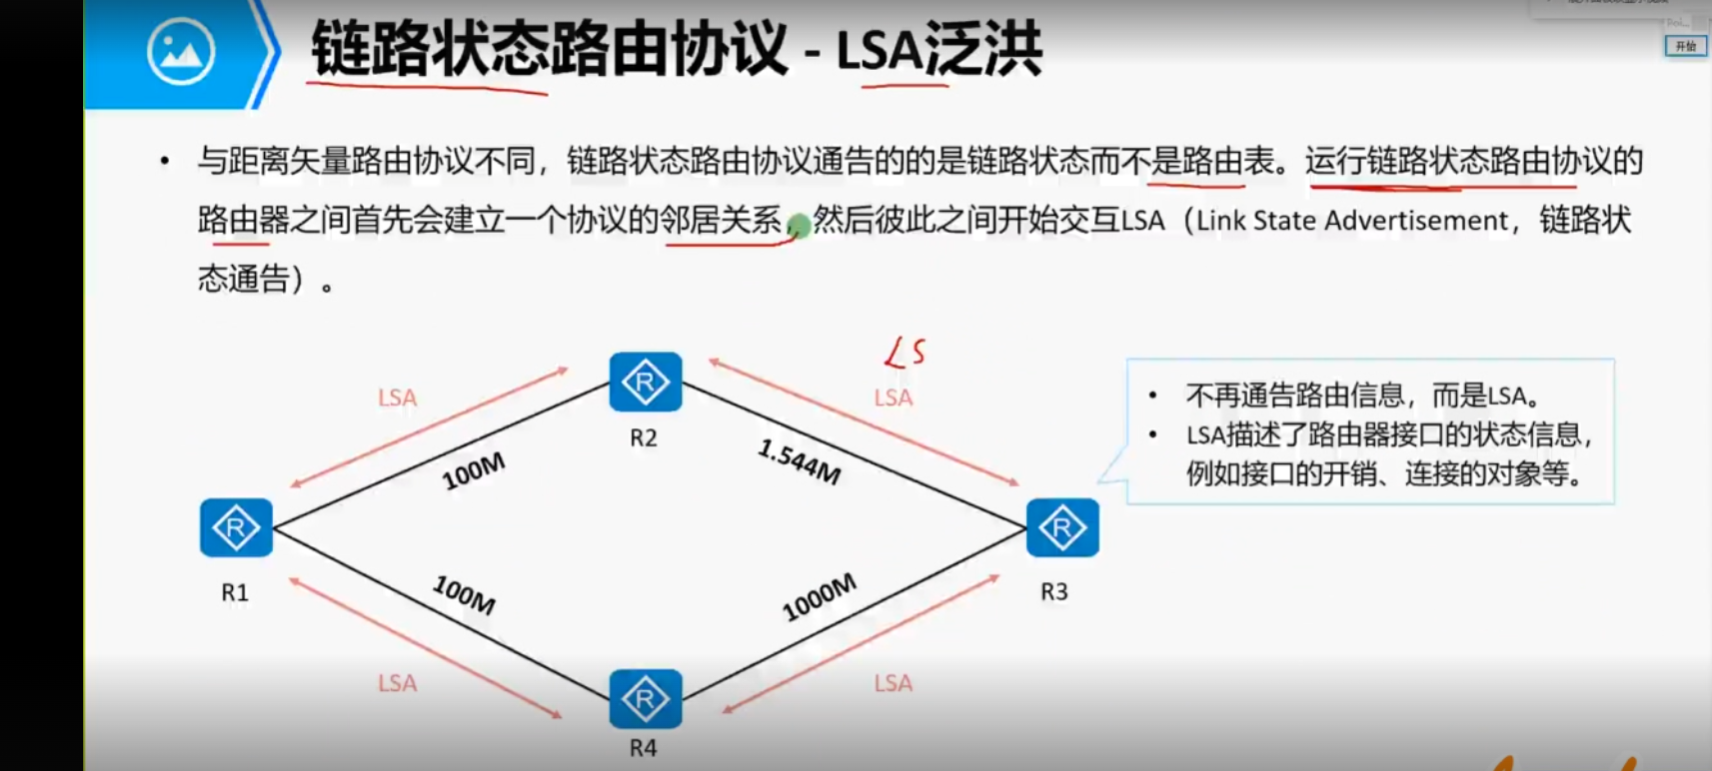 开始
链路状态路由协议 - LSA泛洪
• 与距离矢量路由协议不同，链路状态路由协议通告的的是链路状态而不是路由表。运行链路状态路由协议的
路由器之间首先会建立一个协议的邻居关系，然后彼此之间开始交互LSA（Link State Advertisement，链路状
态通告）。
LS
LSA
LSA
R
R2
100M
1.544M
• 不再通告路由信息，而是LSA。
• LSA描述了路由器接口的状态信息，
例如接口的开销、连接的对象等。
R
R1
R
R3
100M
1000M
LSA
LSA
R
R4